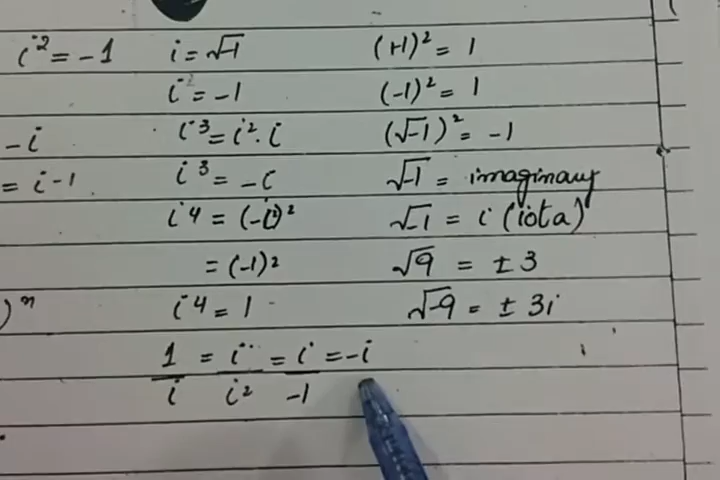 i² = -1 i = √-1 (+1)² = 1
i² = -1 (-1)² = 1
-i i³ = i² . i (√-1)² = -1
= i-1 i³ = -i √-1 = imaginary
i⁴ = (-i)² √-1 = i (iota)
= (-1)² √9 = ± 3
)ⁿ i⁴ = 1 √-9 = ± 3i
1/i = i/i² = i/-1 = -i